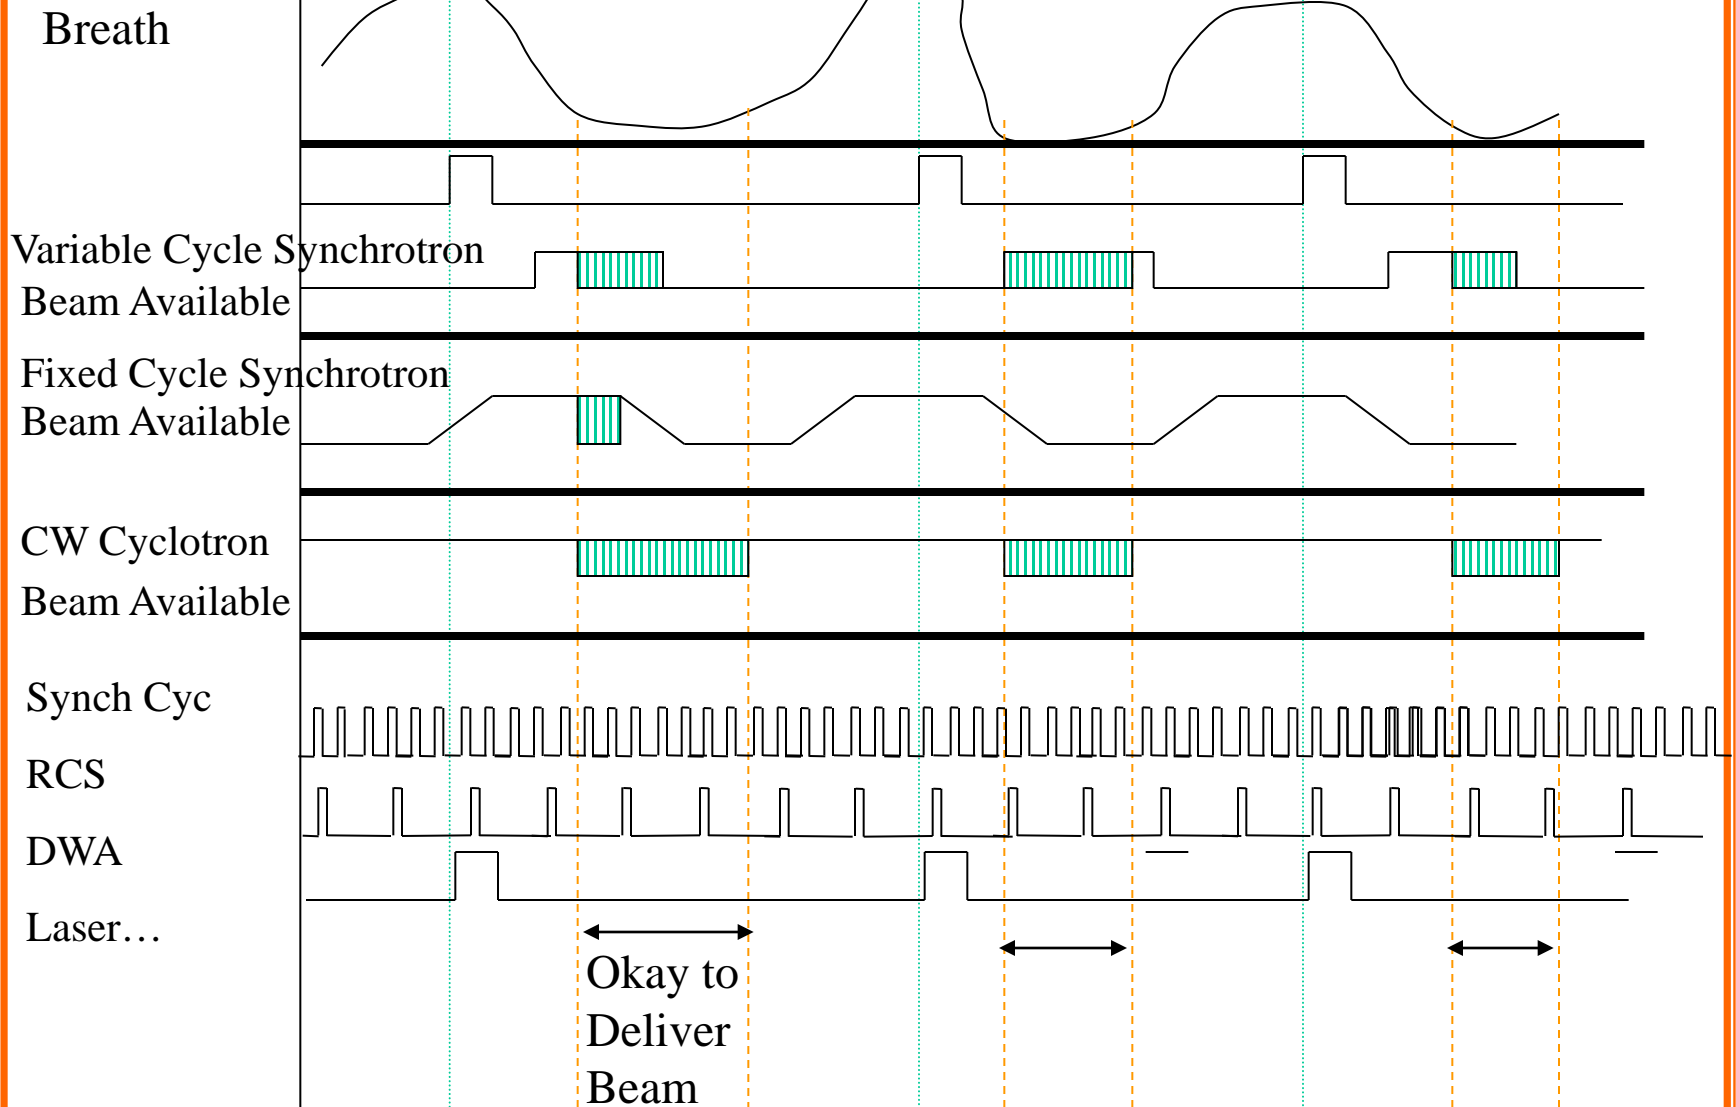 Breath
Variable Cycle Synchrotron
Beam Available
Fixed Cycle Synchrotron
Beam Available
CW Cyclotron
Beam Available
Synch Cyc
RCS
DWA
Laser…
Okay to
Deliver
Beam